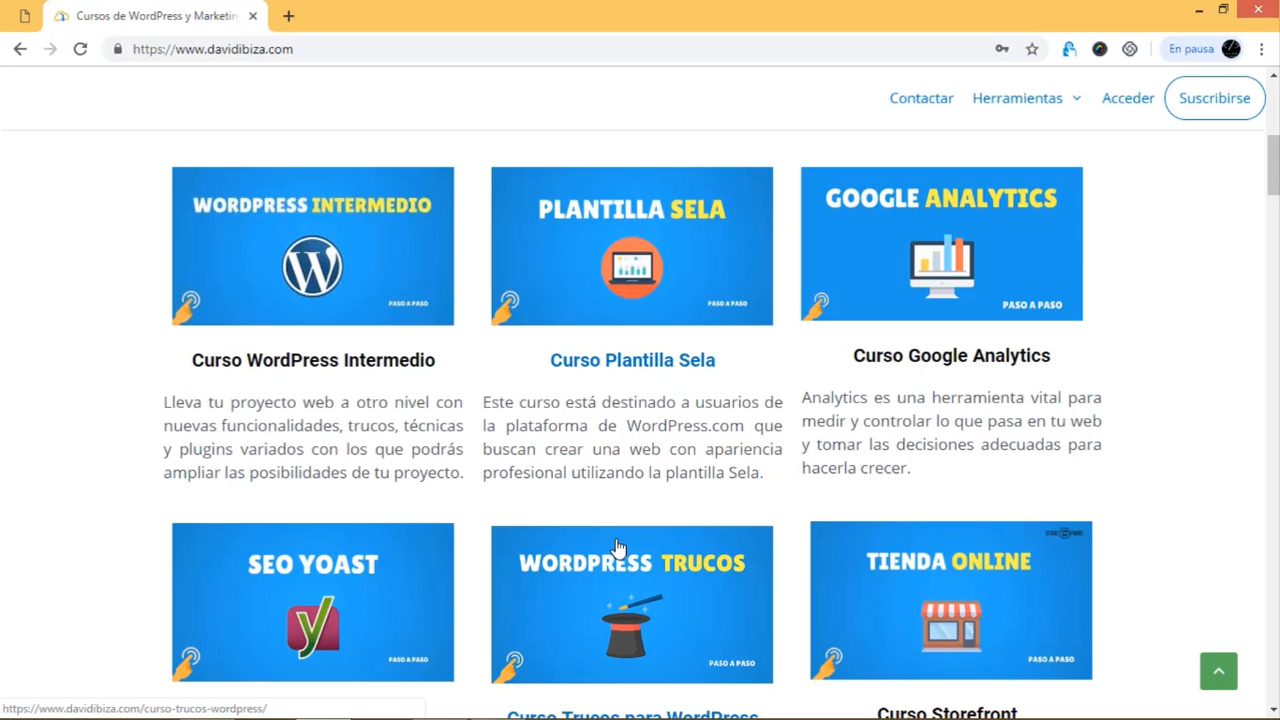 Cursos de WordPress y Marketin
https://www.davidibiza.com
En pausa
Contactar
Herramientas
Acceder
Suscribirse
WORDPRESS INTERMEDIO
PASO A PASO
PLANTILLA SELA
PASO A PASO
GOOGLE ANALYTICS
PASO A PASO
Curso WordPress Intermedio
Lleva tu proyecto web a otro nivel con
nuevas funcionalidades, trucos, técnicas
y plugins variados con los que podrás
ampliar las posibilidades de tu proyecto.
Curso Plantilla Sela
Este curso está destinado a usuarios de
la plataforma de WordPress.com que
buscan crear una web con apariencia
profesional utilizando la plantilla Sela.
Curso Google Analytics
Analytics es una herramienta vital para
medir y controlar lo que pasa en tu web
y tomar las decisiones adecuadas para
hacerla crecer.
SEO YOAST
PASO A PASO
WORDPRESS TRUCOS
PASO A PASO
TIENDA ONLINE
PASO A PASO
Curso Trucos para WordPress
Curso Storefront
https://www.davidibiza.com/curso-trucos-wordpress/